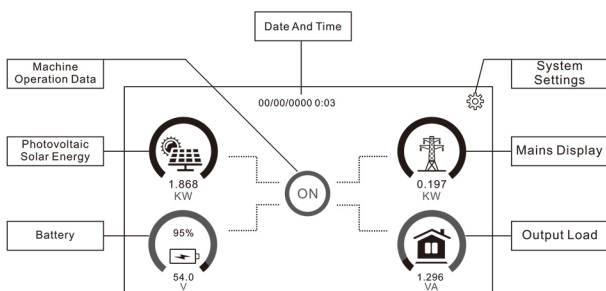 Date And Time
Machine
Operation Data
System
Settings
00/00/0000 0:03
Photovoltaic
Solar Energy
1.868
KW
ON
0.197
KW
Mains Display
Battery
95%
54.0
V
1.296
VA
Output Load